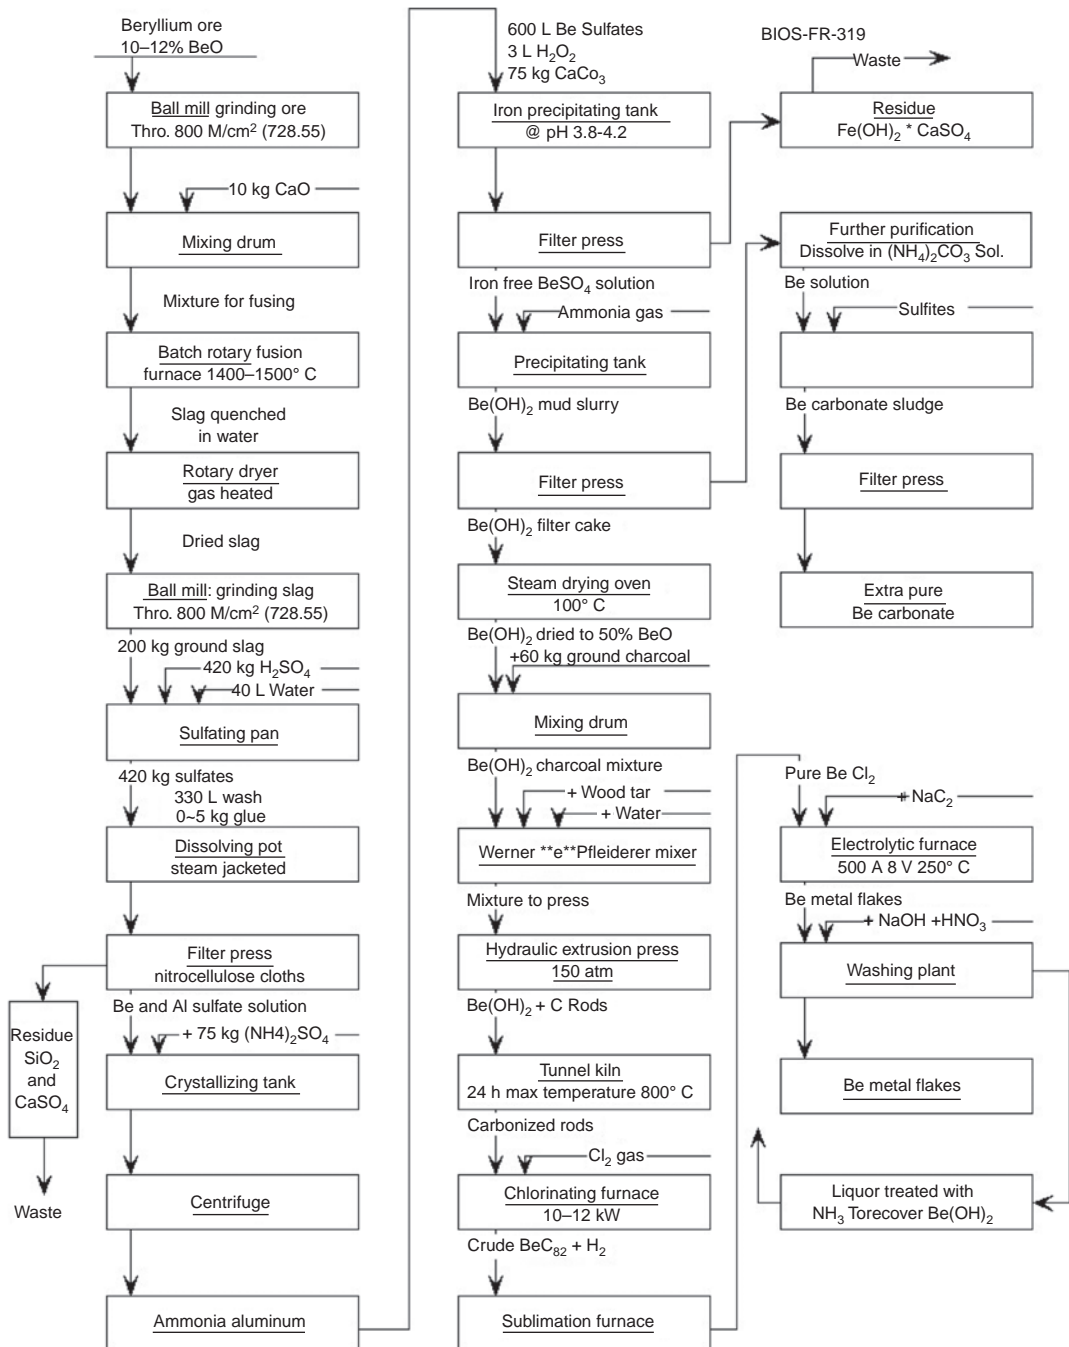 Beryllium ore
10–12% BeO
Ball mill grinding ore
Thro. 800 M/cm² (728.55)
10 kg CaO
Mixing drum
Mixture for fusing
Batch rotary fusion
furnace 1400–1500° C
Slag quenched
in water
Rotary dryer
gas heated
Dried slag
Ball mill: grinding slag
Thro. 800 M/cm² (728.55)
200 kg ground slag
420 kg H₂SO₄
40 L Water
Sulfating pan
420 kg sulfates
330 L wash
0~5 kg glue
Dissolving pot
steam jacketed
Filter press
nitrocellulose cloths
Be and Al sulfate solution
Residue
SiO₂
and
CaSO₄
Waste
+ 75 kg (NH4)₂SO₄
Crystallizing tank
Centrifuge
Ammonia aluminum
600 L Be Sulfates
3 L H₂O₂
75 kg CaCo₃
Iron precipitating tank
@ pH 3.8-4.2
Filter press
Iron free BeSO₄ solution
Ammonia gas
Precipitating tank
Be(OH)₂ mud slurry
Filter press
Be(OH)₂ filter cake
Steam drying oven
100° C
Be(OH)₂ dried to 50% BeO
+60 kg ground charcoal
Mixing drum
Be(OH)₂ charcoal mixture
+ Wood tar
+ Water
Werner **e**Pfleiderer mixer
Mixture to press
Hydraulic extrusion press
150 atm
Be(OH)₂ + C Rods
Tunnel kiln
24 h max temperature 800° C
Carbonized rods
Cl₂ gas
Chlorinating furnace
10–12 kW
Crude BeC₈₂ + H₂
Sublimation furnace
BIOS-FR-319
Waste
Residue
Fe(OH)₂ * CaSO₄
Further purification
Dissolve in (NH₄)₂CO₃ Sol.
Be solution
Sulfites
Be carbonate sludge
Filter press
Extra pure
Be carbonate
Pure Be Cl₂
+ NaC₂
Electrolytic furnace
500 A 8 V 250° C
Be metal flakes
+ NaOH +HNO₃
Washing plant
Be metal flakes
Liquor treated with
NH₃ Torecover Be(OH)₂